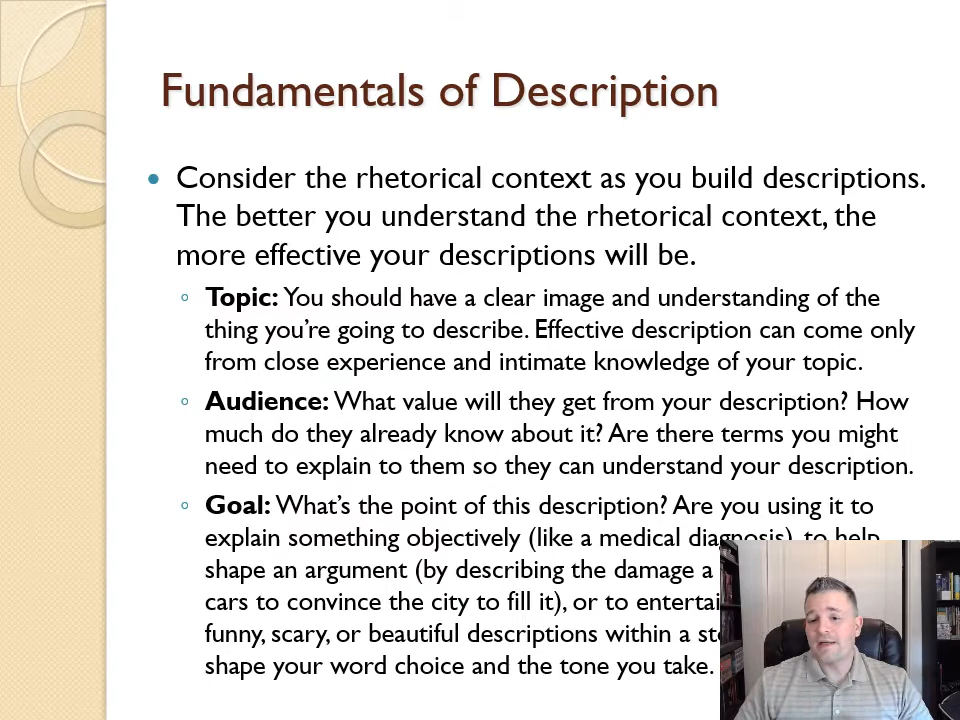 Fundamentals of Description
Consider the rhetorical context as you build descriptions.
The better you understand the rhetorical context, the
more effective your descriptions will be.
Topic: You should have a clear image and understanding of the
thing you're going to describe. Effective description can come only
from close experience and intimate knowledge of your topic.
Audience: What value will they get from your description? How
much do they already know about it? Are there terms you might
need to explain to them so they can understand your description.
Goal: What's the point of this description? Are you using it to
explain something objectively (like a medical diagnosis), to help
shape an argument (by describing the damage a
cars to convince the city to fill it), or to
funny, scary, or beautiful descriptions within a
shape your word choice and the tone you take.